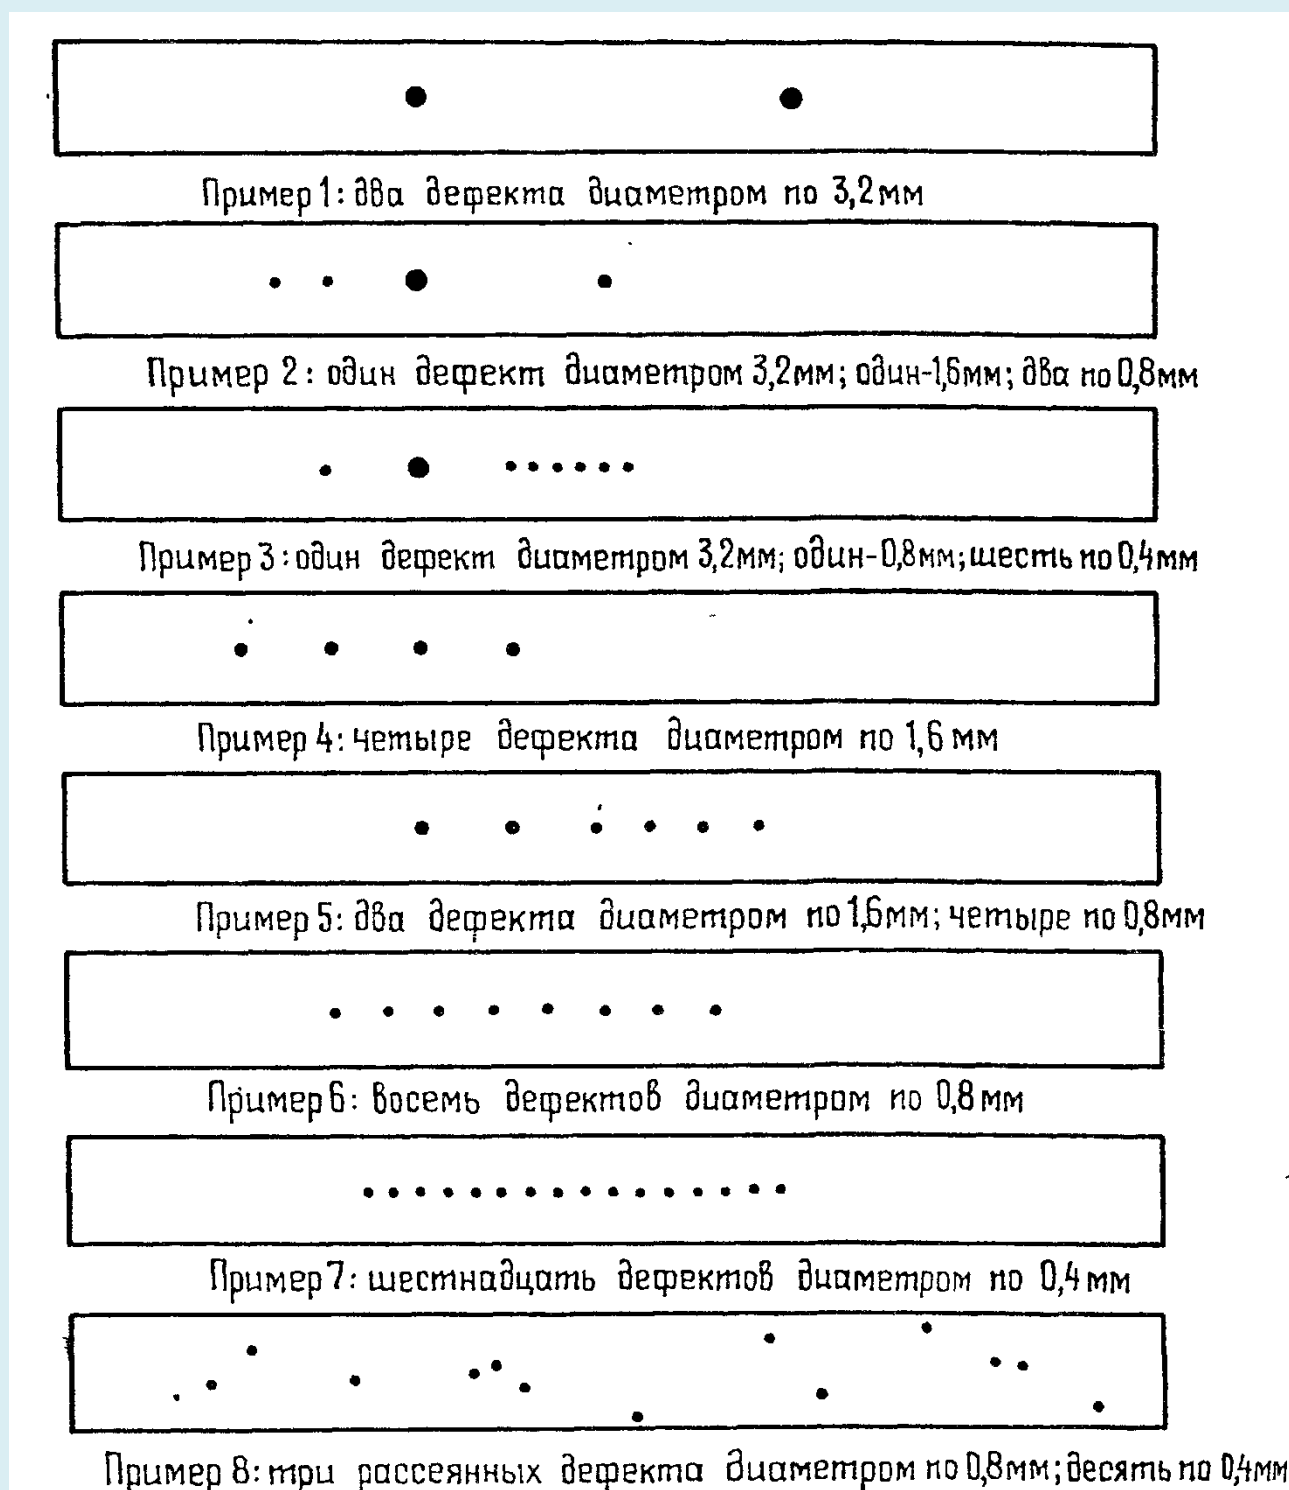 Пример 1: два дефекта диаметром по 3,2мм
Пример 2: один дефект диаметром 3,2мм; один-1,6мм; два по 0,8мм
Пример 3: один дефект диаметром 3,2мм; один-0,8мм; шесть по 0,4мм
Пример 4: четыре дефекта диаметром по 1,6 мм
Пример 5: два дефекта диаметром по 1,6мм; четыре по 0,8мм
Пример 6: восемь дефектов диаметром по 0,8мм
Пример 7: шестнадцать дефектов диаметром по 0,4мм
Пример 8: три рассеянных дефекта диаметром по 0,8мм; десять по 0,4мм